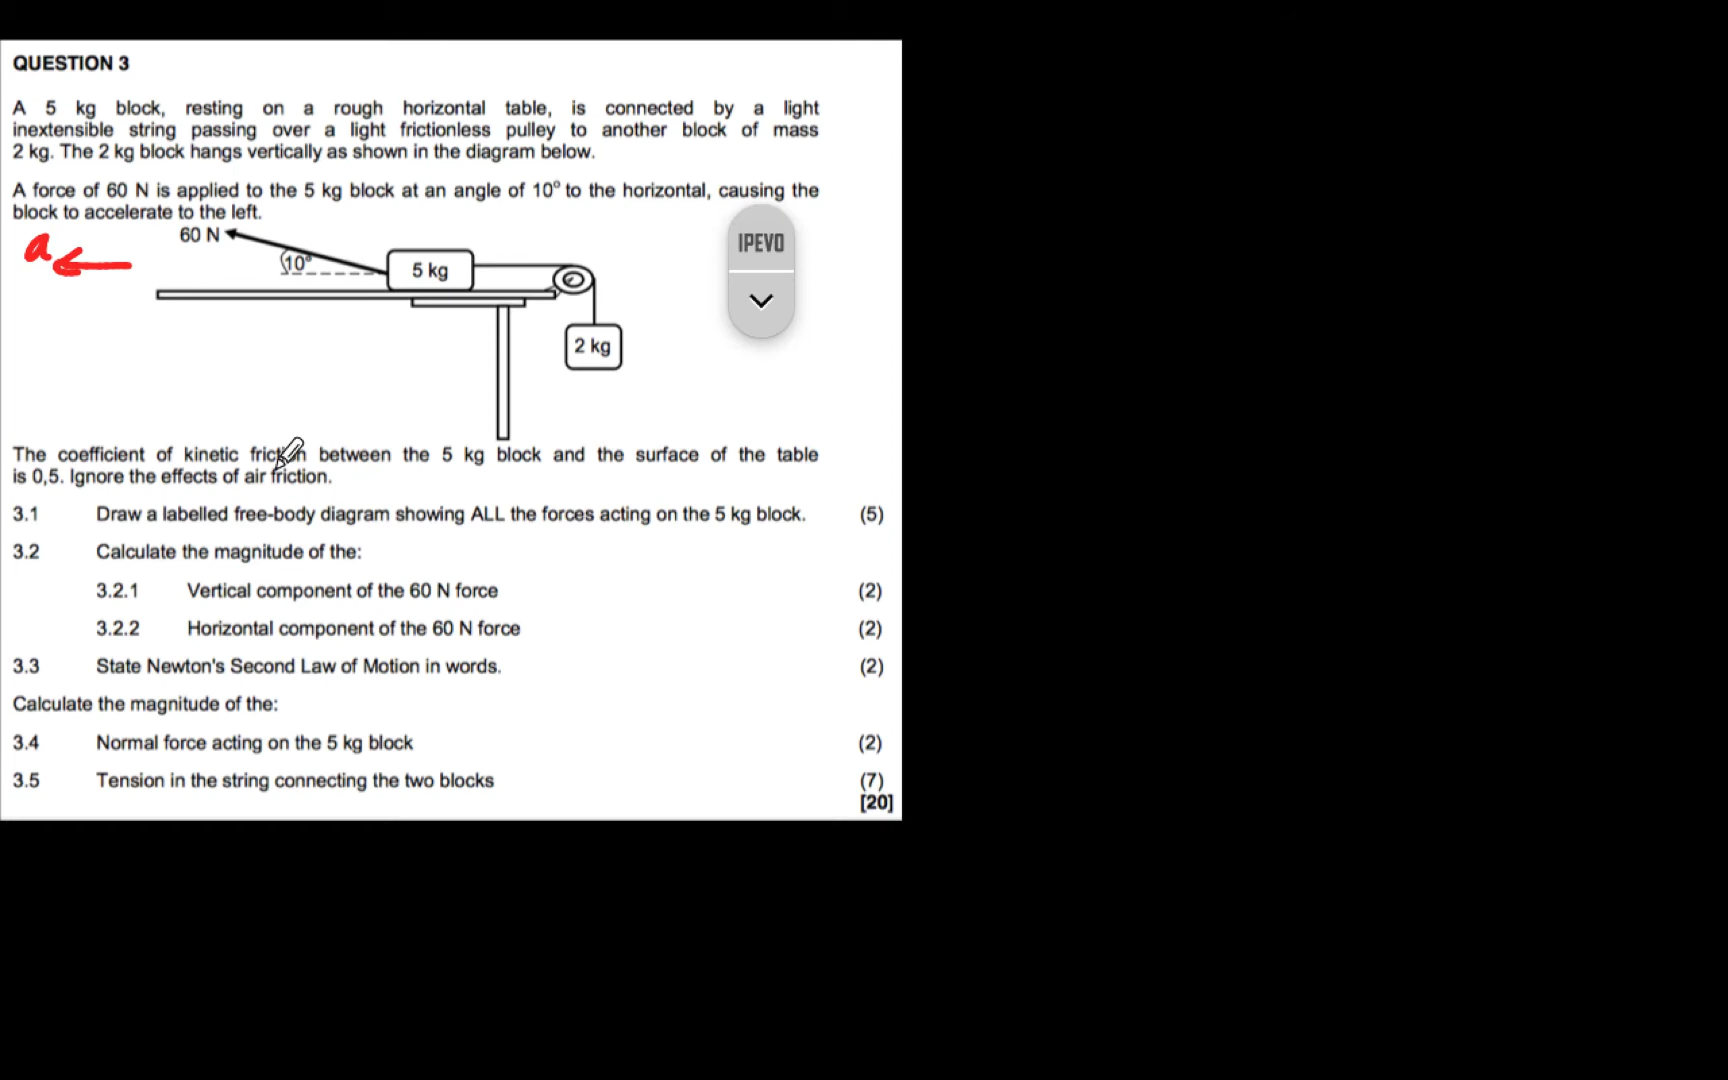 QUESTION 3
A 5 kg block, resting on a rough horizontal table, is connected by a light
inextensible string passing over a light frictionless pulley to another block of mass
2 kg. The 2 kg block hangs vertically as shown in the diagram below.
A force of 60 N is applied to the 5 kg block at an angle of 10° to the horizontal, causing the
block to accelerate to the left.
60 N
IPEVO
a
10°
5 kg
2 kg
The coefficient of kinetic friction between the 5 kg block and the surface of the table
is 0,5. Ignore the effects of air friction.
3.1 Draw a labelled free-body diagram showing ALL the forces acting on the 5 kg block. (5)
3.2 Calculate the magnitude of the:
3.2.1 Vertical component of the 60 N force (2)
3.2.2 Horizontal component of the 60 N force (2)
3.3 State Newton's Second Law of Motion in words. (2)
Calculate the magnitude of the:
3.4 Normal force acting on the 5 kg block (2)
3.5 Tension in the string connecting the two blocks (7)
[20]